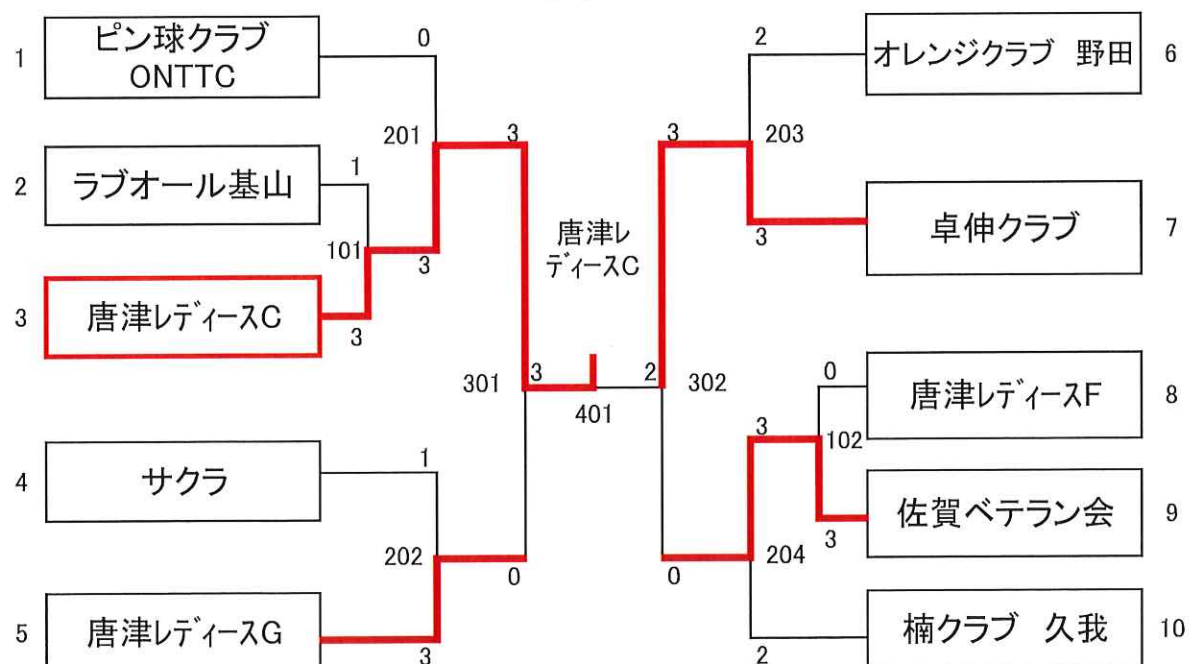 1
ピン球クラブ
ONTTC
0
2
オレンジクラブ 野田
6
201
3
3
203
2
ラブオール基山
1
唐津レ
ディースC
3
卓伸クラブ
7
101
3
3
唐津レディースC
3
301
3
401
2
302
0
唐津レディースF
8
4
サクラ
1
3
102
佐賀ベテラン会
9
3
202
0
0
204
5
唐津レディースG
3
2
楠クラブ 久我
10